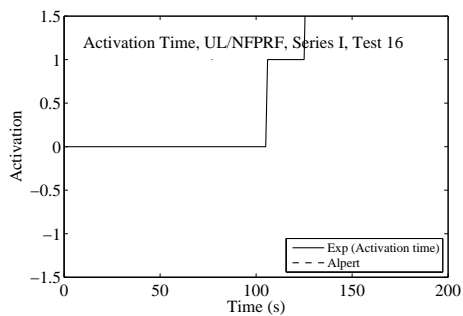 Activation Time, UL/NFPRF, Series I, Test 16
1.5
1
0.5
0
−0.5
−1
−1.5
Activation
0 50 100 150 200
Time (s)
Exp (Activation time)
Alpert